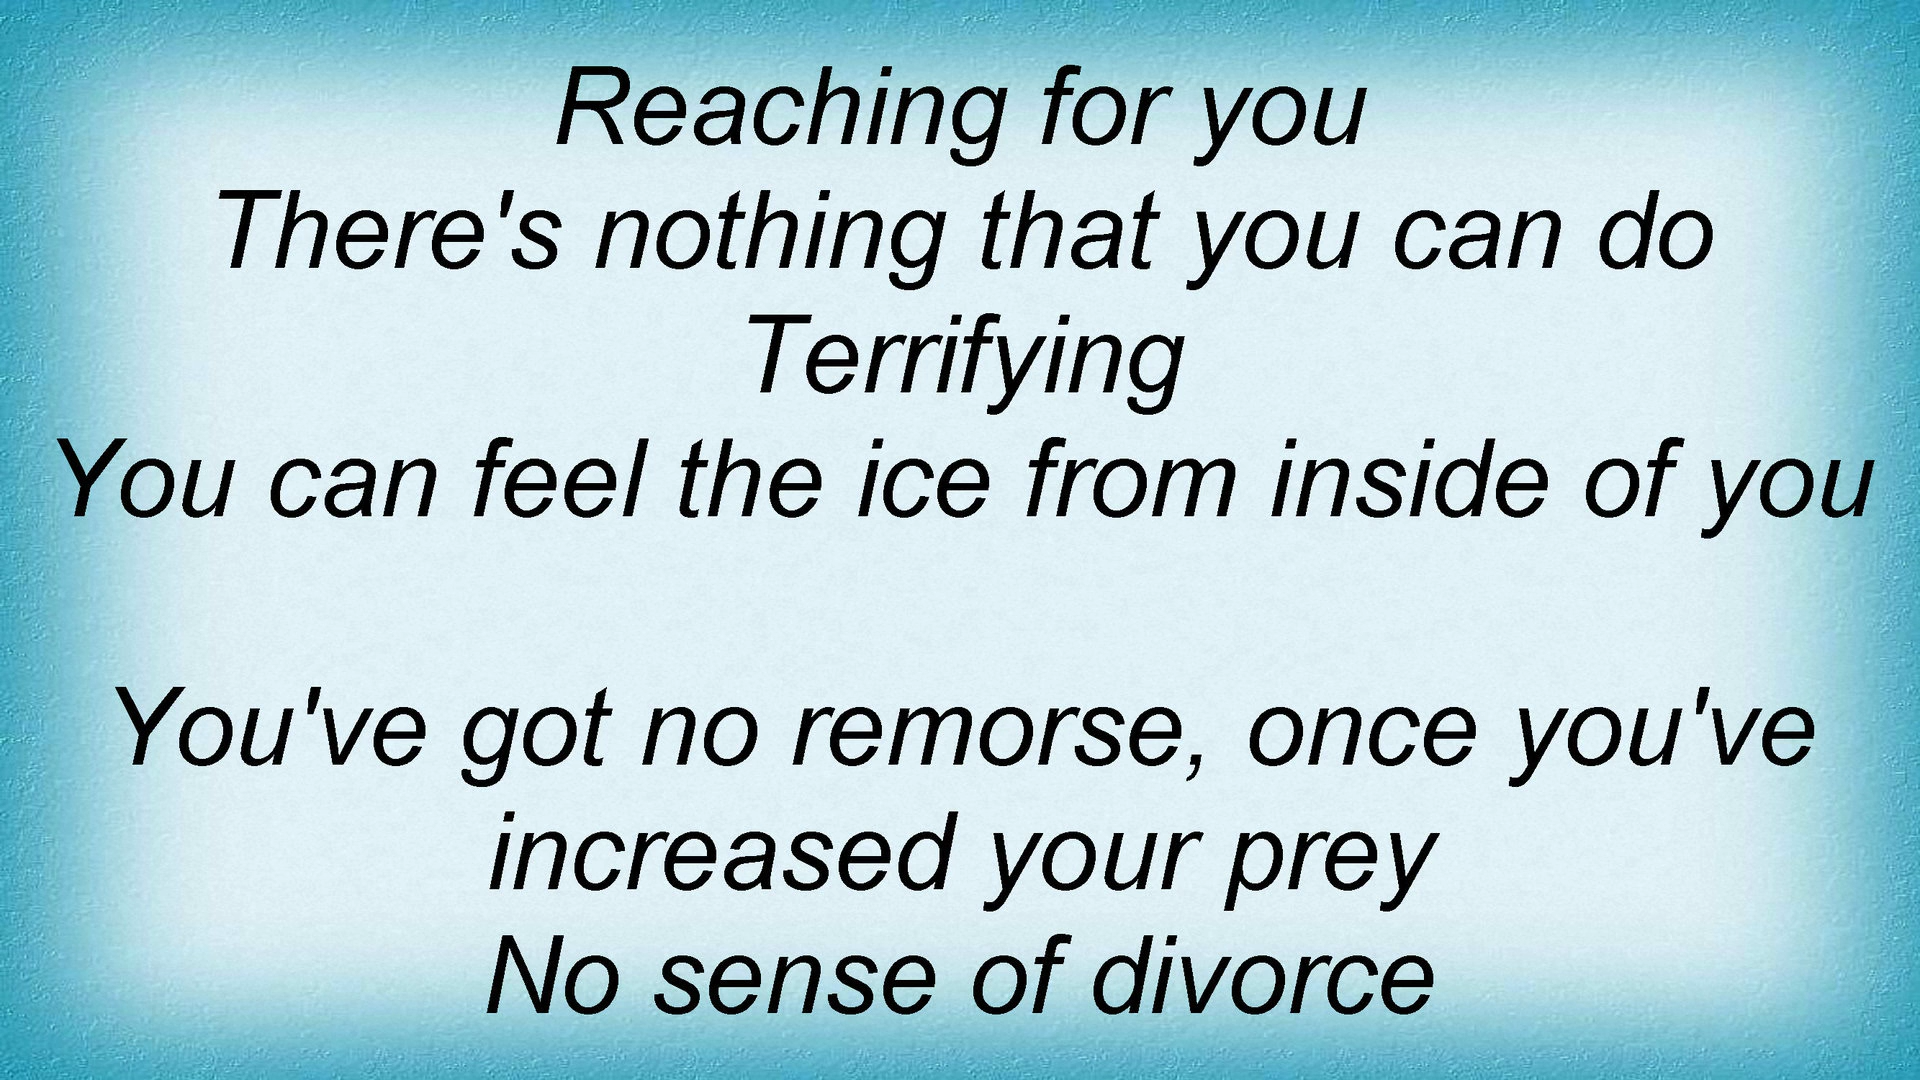 Reaching for you
There's nothing that you can do
Terrifying
You can feel the ice from inside of you
You've got no remorse, once you've
increased your prey
No sense of divorce